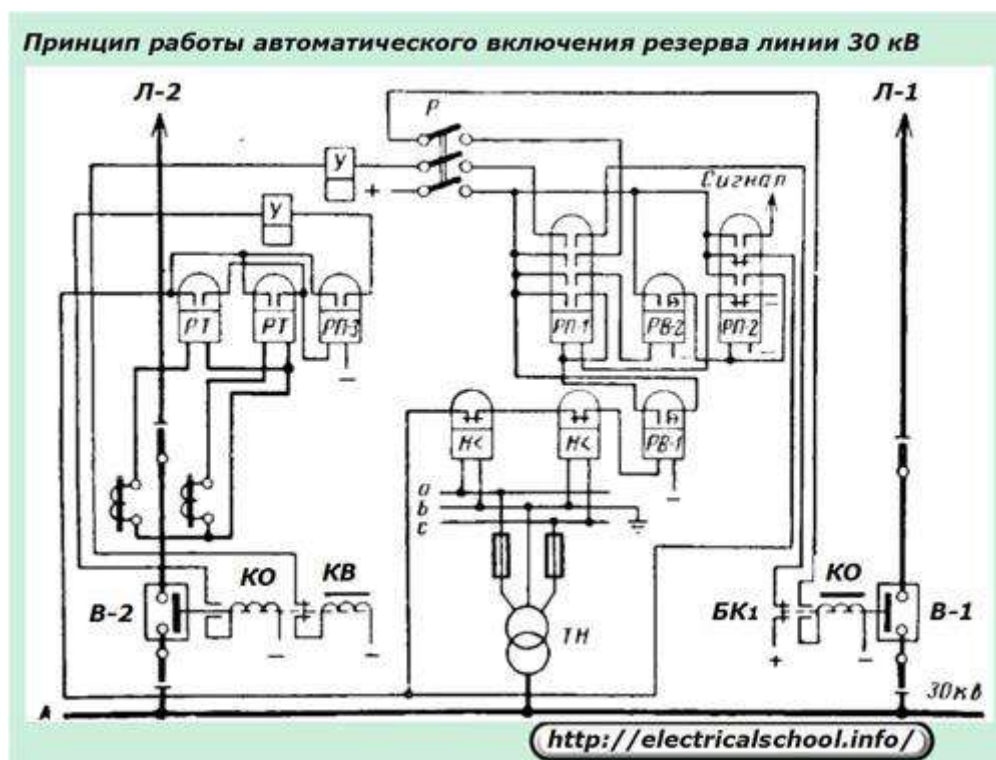 Принцип работы автоматического включения резерва линии 30 кВ
Л-2
Р
Л-1
У
+
Сигнал
У
РТ
РТ
РП-3
РП-1
РВ-2
РП-2
Н<
Н<
РВ-1
a
b
c
КО
КВ
В-2
ТН
БК1
КО
В-1
+
30кв
А
http://electricalschool.info/